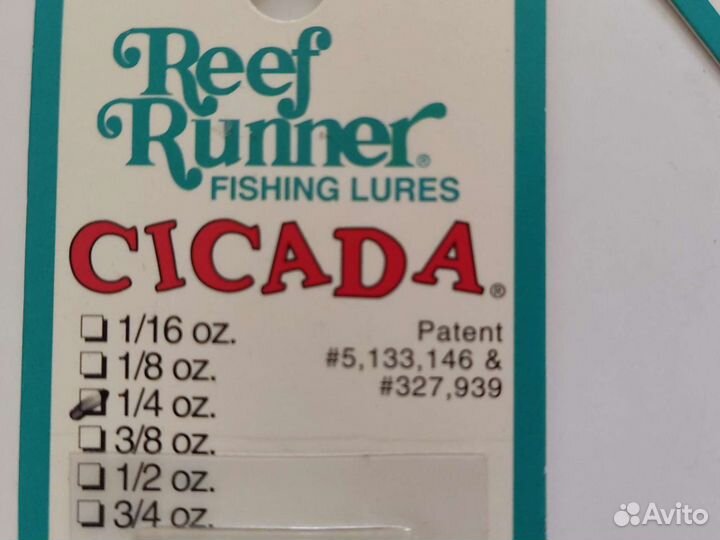 Reef
Runner®
FISHING LURES
CICADA®
1/16 oz.
1/8 oz.
1/4 oz.
3/8 oz.
1/2 oz.
3/4 oz.
Patent
#5,133,146 &
#327,939
Avito